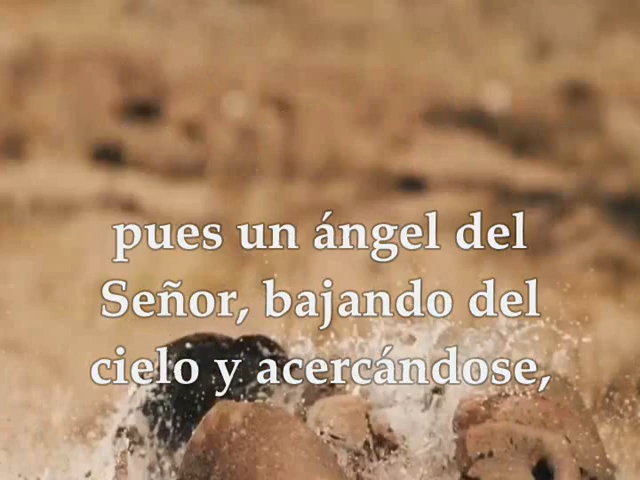 pues un ángel del
Señor, bajando del
cielo y acercándose,